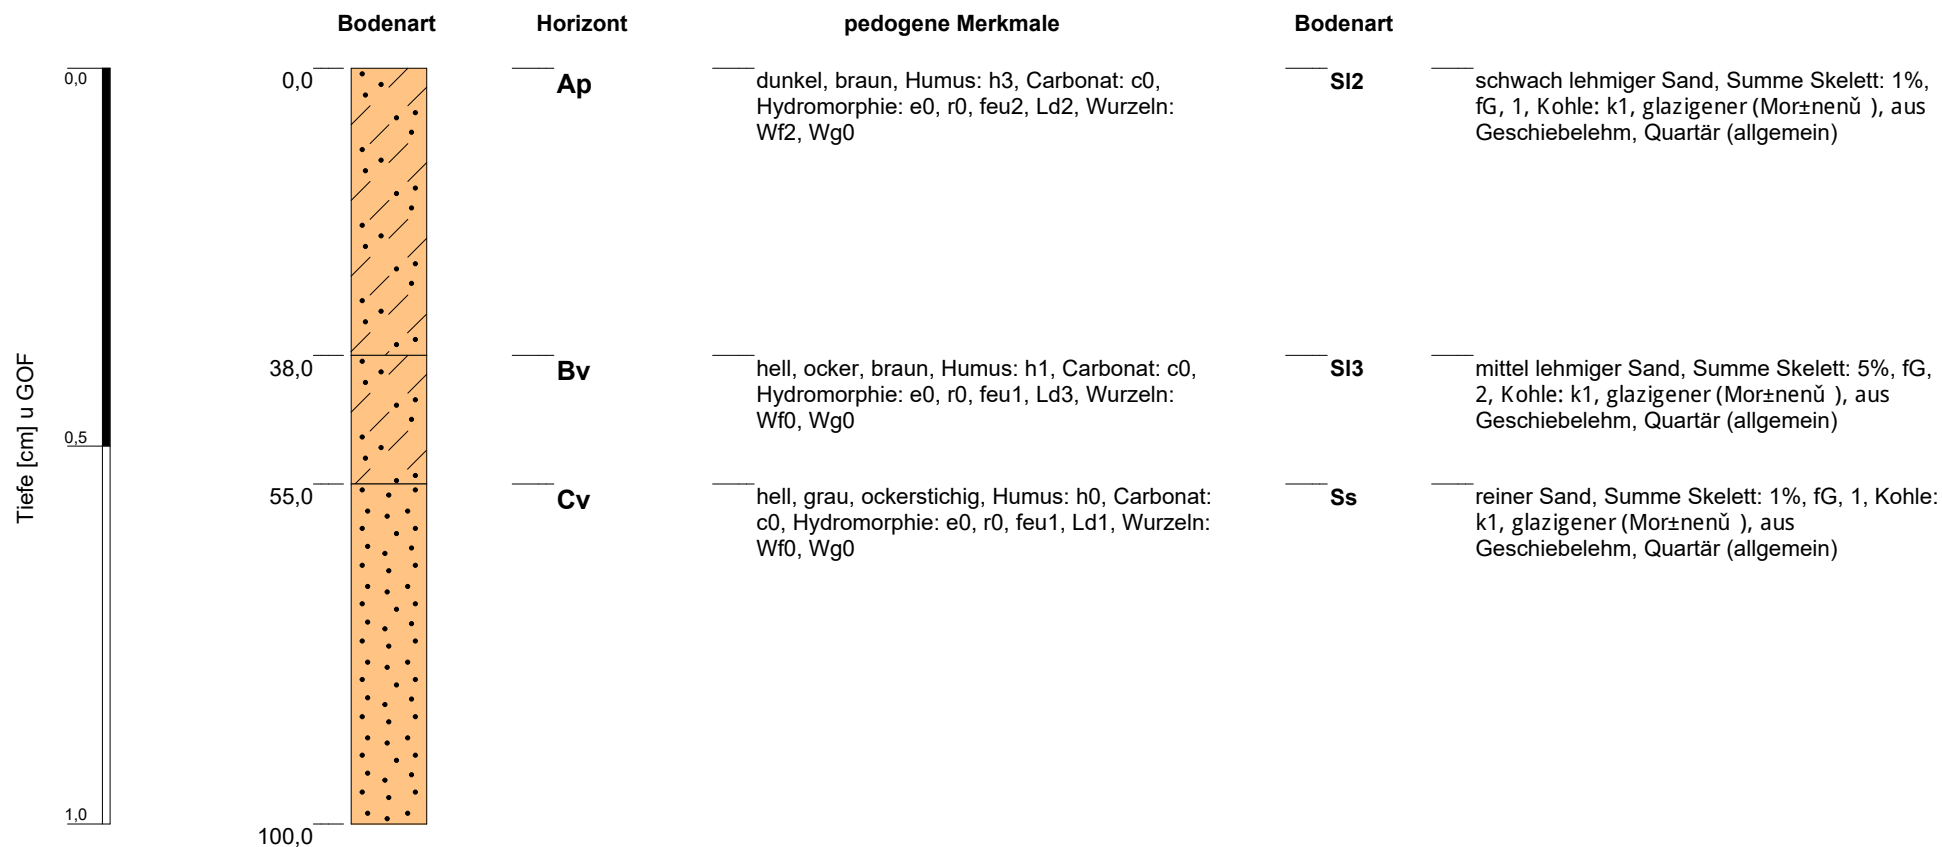 Bodenart Horizont pedogene Merkmale Bodenart
Tiefe [cm] u GOF
0,0
0,5
1,0
0,0
38,0
55,0
100,0
Ap
dunkel, braun, Humus: h3, Carbonat: c0,
Hydromorphie: e0, r0, feu2, Ld2, Wurzeln:
Wf2, Wg0
Sl2
schwach lehmiger Sand, Summe Skelett: 1%,
fG, 1, Kohle: k1, glazigener (Mor±nenǔ ), aus
Geschiebelehm, Quartär (allgemein)
Bv
hell, ocker, braun, Humus: h1, Carbonat: c0,
Hydromorphie: e0, r0, feu1, Ld3, Wurzeln:
Wf0, Wg0
Sl3
mittel lehmiger Sand, Summe Skelett: 5%, fG,
2, Kohle: k1, glazigener (Mor±nenǔ ), aus
Geschiebelehm, Quartär (allgemein)
Cv
hell, grau, ockerstichig, Humus: h0, Carbonat:
c0, Hydromorphie: e0, r0, feu1, Ld1, Wurzeln:
Wf0, Wg0
Ss
reiner Sand, Summe Skelett: 1%, fG, 1, Kohle:
k1, glazigener (Mor±nenǔ ), aus
Geschiebelehm, Quartär (allgemein)